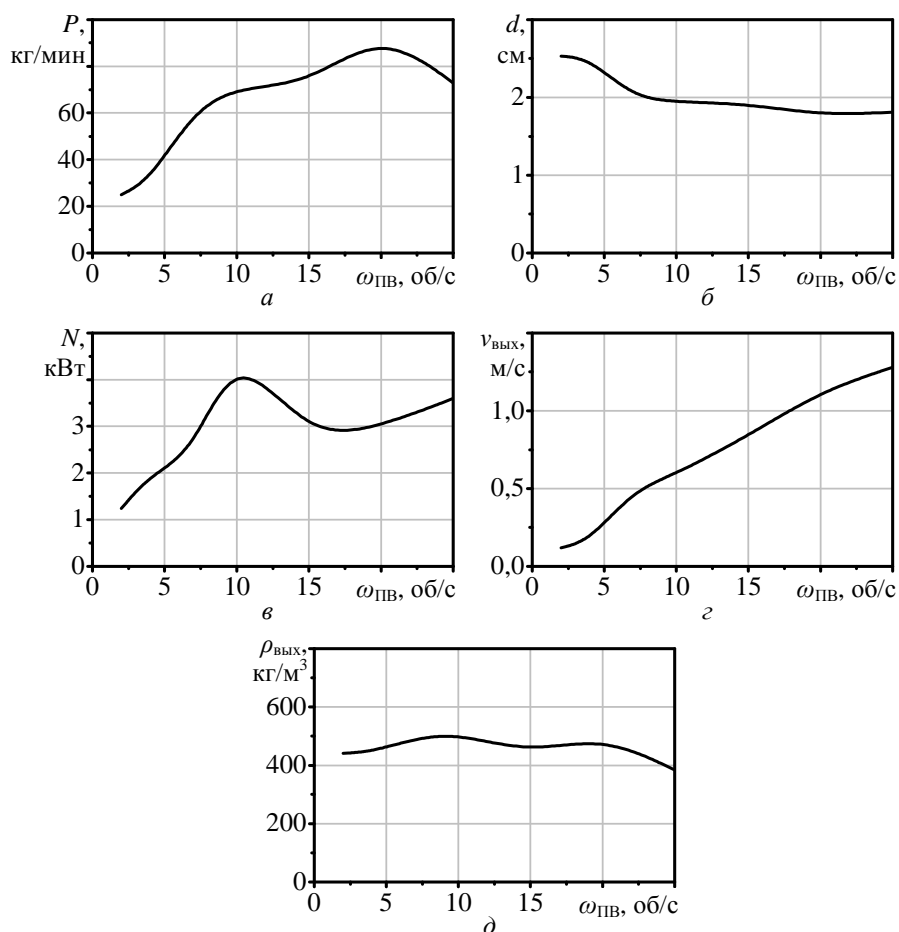 P,
кг/мин
60
40
20
0
0 5 10 15 ωПВ, об/с
а
d,
см
2
1
0
0 5 10 15 ωПВ, об/с
б
N,
кВт
3
2
1
0
0 5 10 15 ωПВ, об/с
в
vвых,
м/с
1,0
0,5
0,0
0 5 10 15 ωПВ, об/с
г
ρвых,
кг/м³
600
400
200
0
0 5 10 15 ωПВ, об/с
д